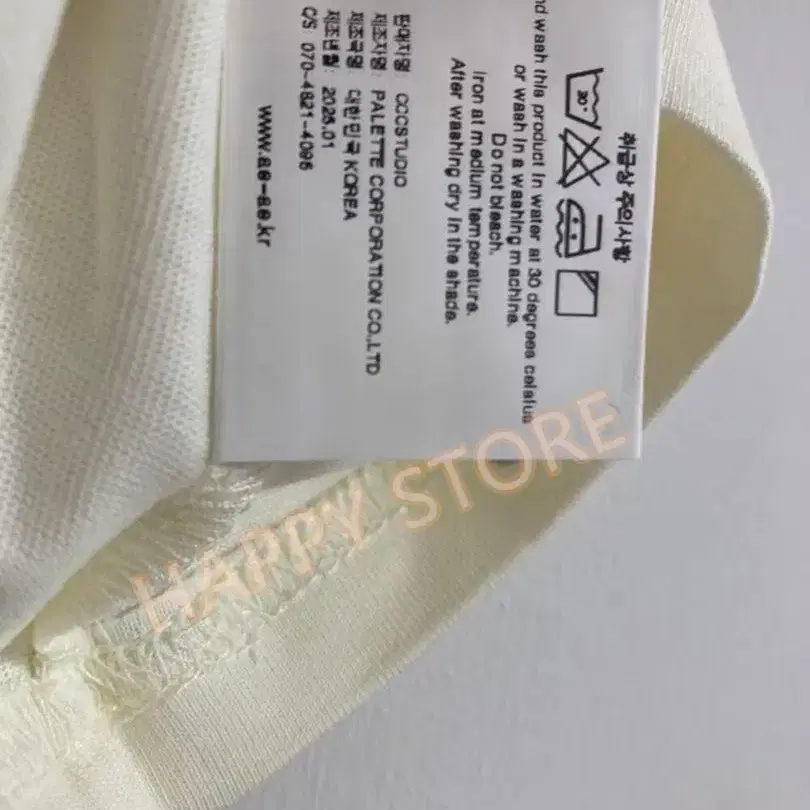 취급상 주의사항
30°
nd wash this product in water at 30 degrees celsius
or wash in a washing machine.
Do not bleach.
Iron at medium temperature.
After washing dry in the shade.
판매자명: CCCSTUDIO
제조자명: PALETTE CORPORATION CO.,LTD
제조국명: 대한민국 KOREA
제조년월: 2025.01
C/S: 070-4821-4095
www.ae-ae.kr
HAPPY STORE